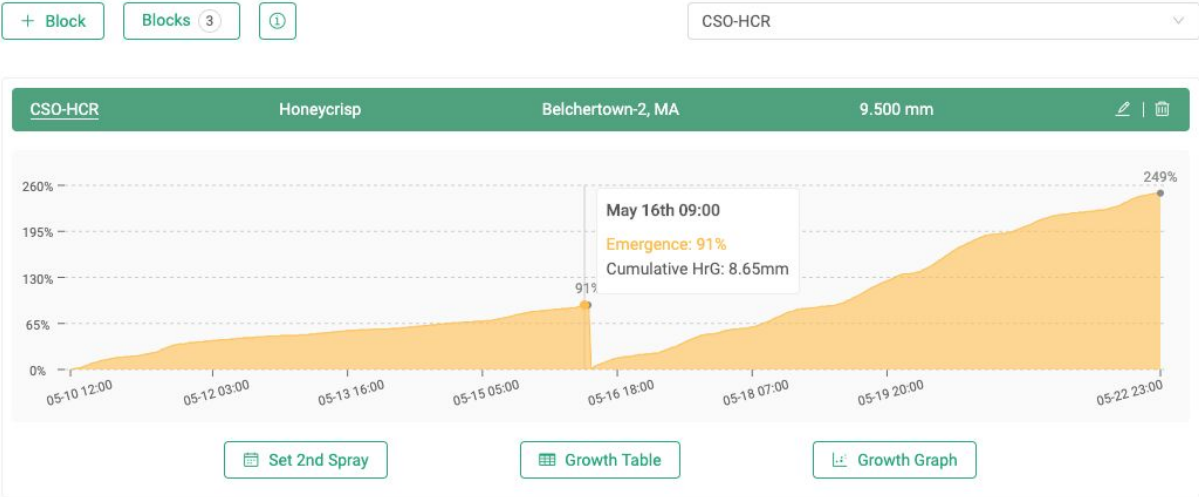 + Block Blocks 3 CSO-HCR
CSO-HCR Honeycrisp Belchertown-2, MA 9.500 mm
249%
260%
May 16th 09:00
195%
Emergence: 91%
Cumulative HrG: 8.65mm
130%
91%
65%
0%
05-10 12:00 05-12 03:00 05-13 16:00 05-15 05:00 05-16 18:00 05-18 07:00 05-19 20:00 05-22 23:00
Set 2nd Spray Growth Table Growth Graph